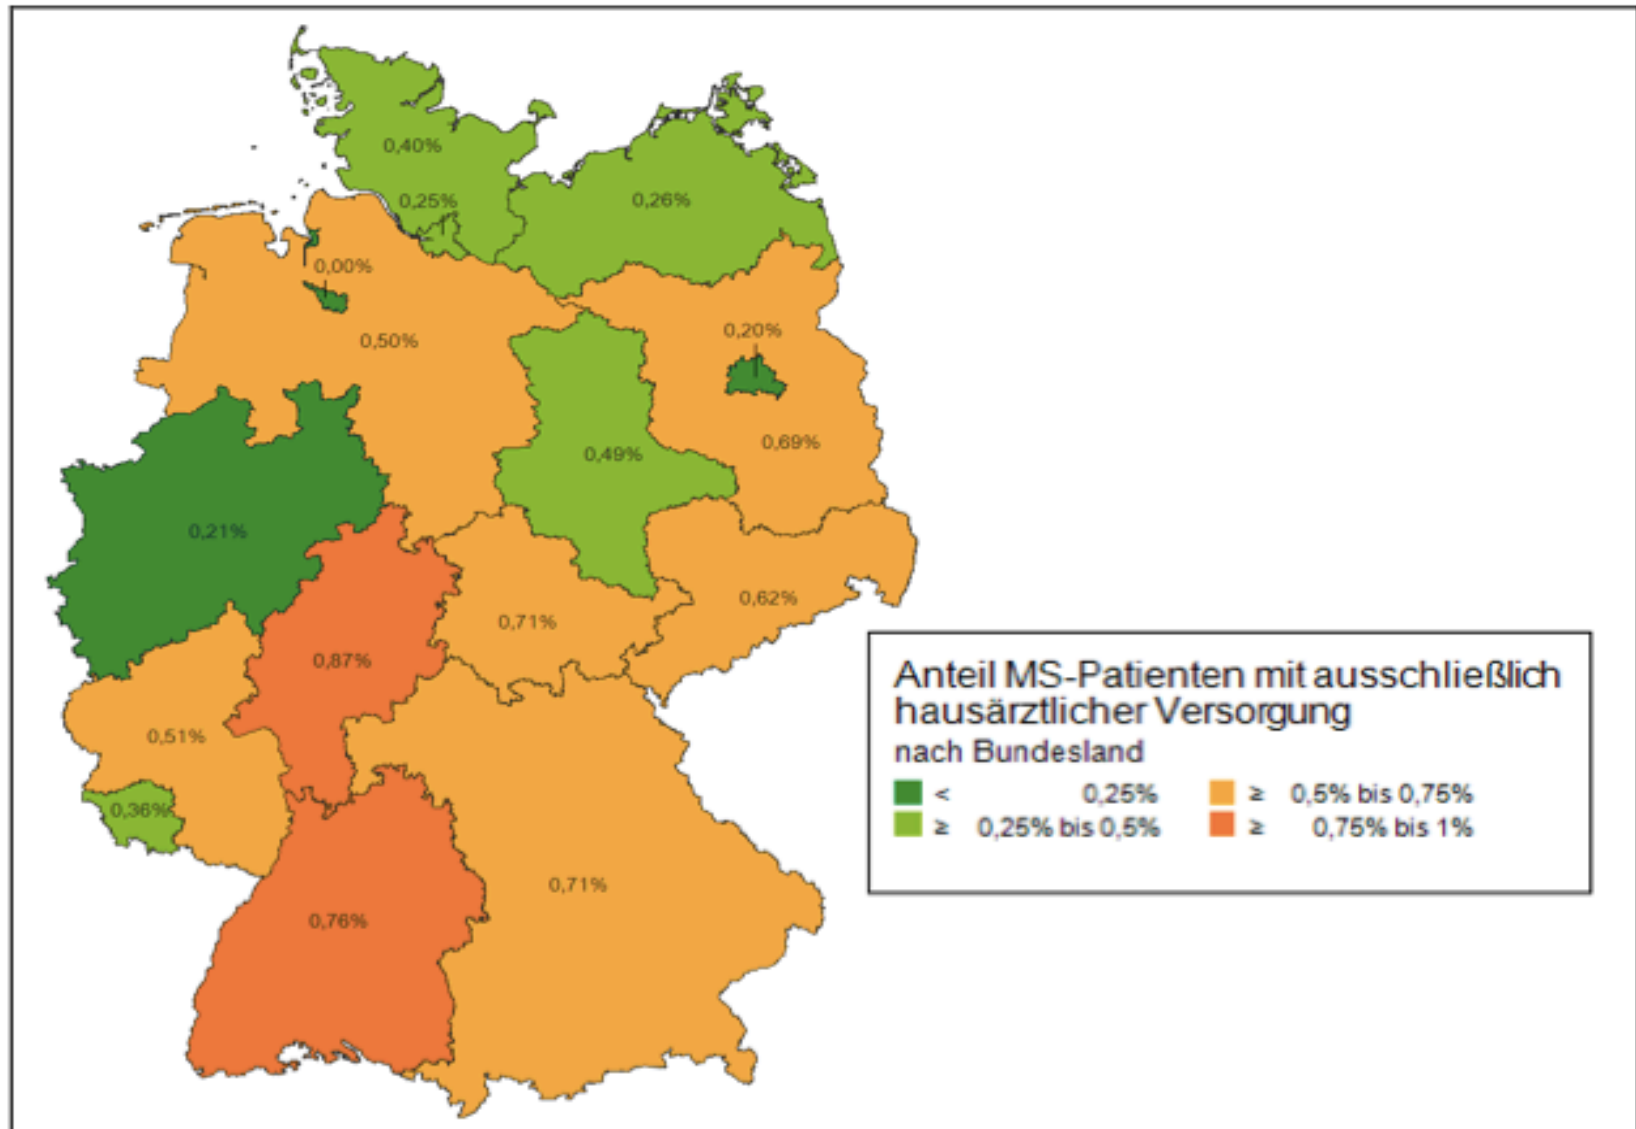 0,40%
0,25%
0,26%
0,00%
0,50%
0,20%
0,69%
0,49%
0,21%
0,62%
0,71%
0,87%
0,51%
0,36%
0,71%
0,76%
Anteil MS-Patienten mit ausschließlich
hausärztlicher Versorgung
nach Bundesland
< 0,25%
≥ 0,25% bis 0,5%
≥ 0,5% bis 0,75%
≥ 0,75% bis 1%